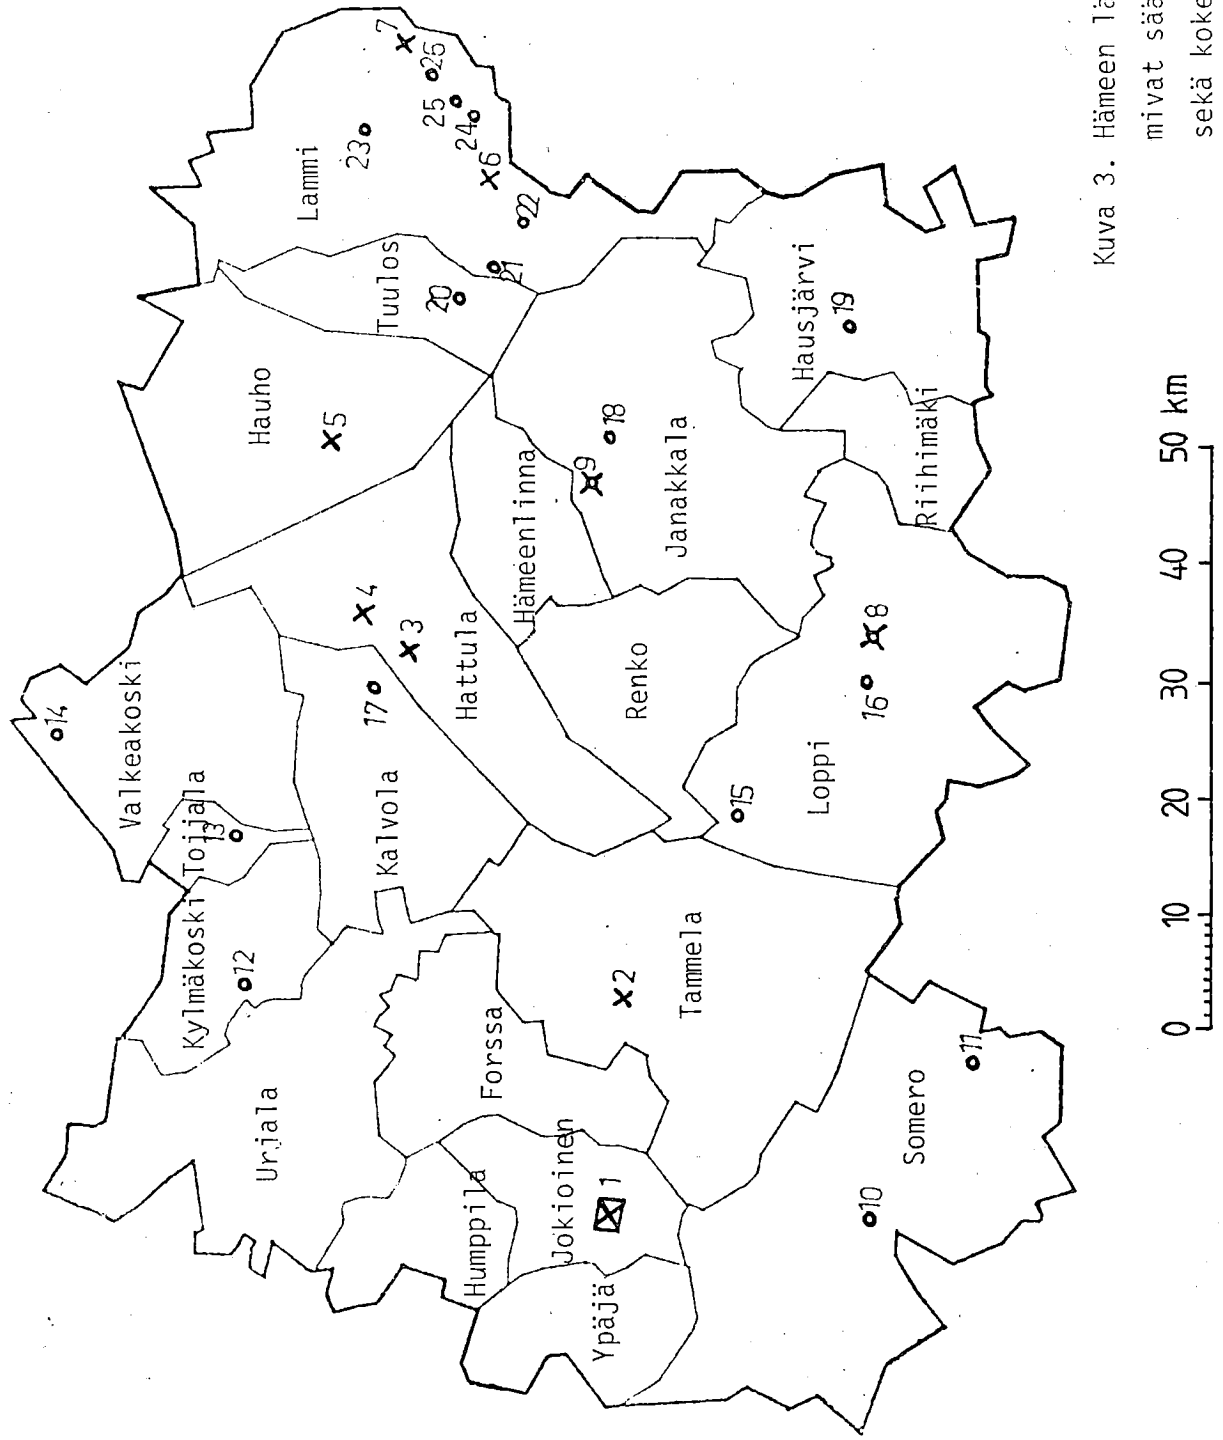 Lammi
Hauho
Tuulos
Valkeakoski
Toijala
Kylmäkoski
Urjala
Kalvola
Hattula
Hämeenlinna
Janakkala
Hausjärvi
Riihimäki
Renko
Loppi
Tammela
Forssa
Humppila
Jokioinen
Ypäjä
Somero
1
2
3
4
5
6
7
8
9
10
11
12
13
14
15
16
17
18
19
20
21
22
23
24
25
26
0 10 20 30 40 50 km
Kuva 3. Hämeen lä
mivat sää
sekä koke